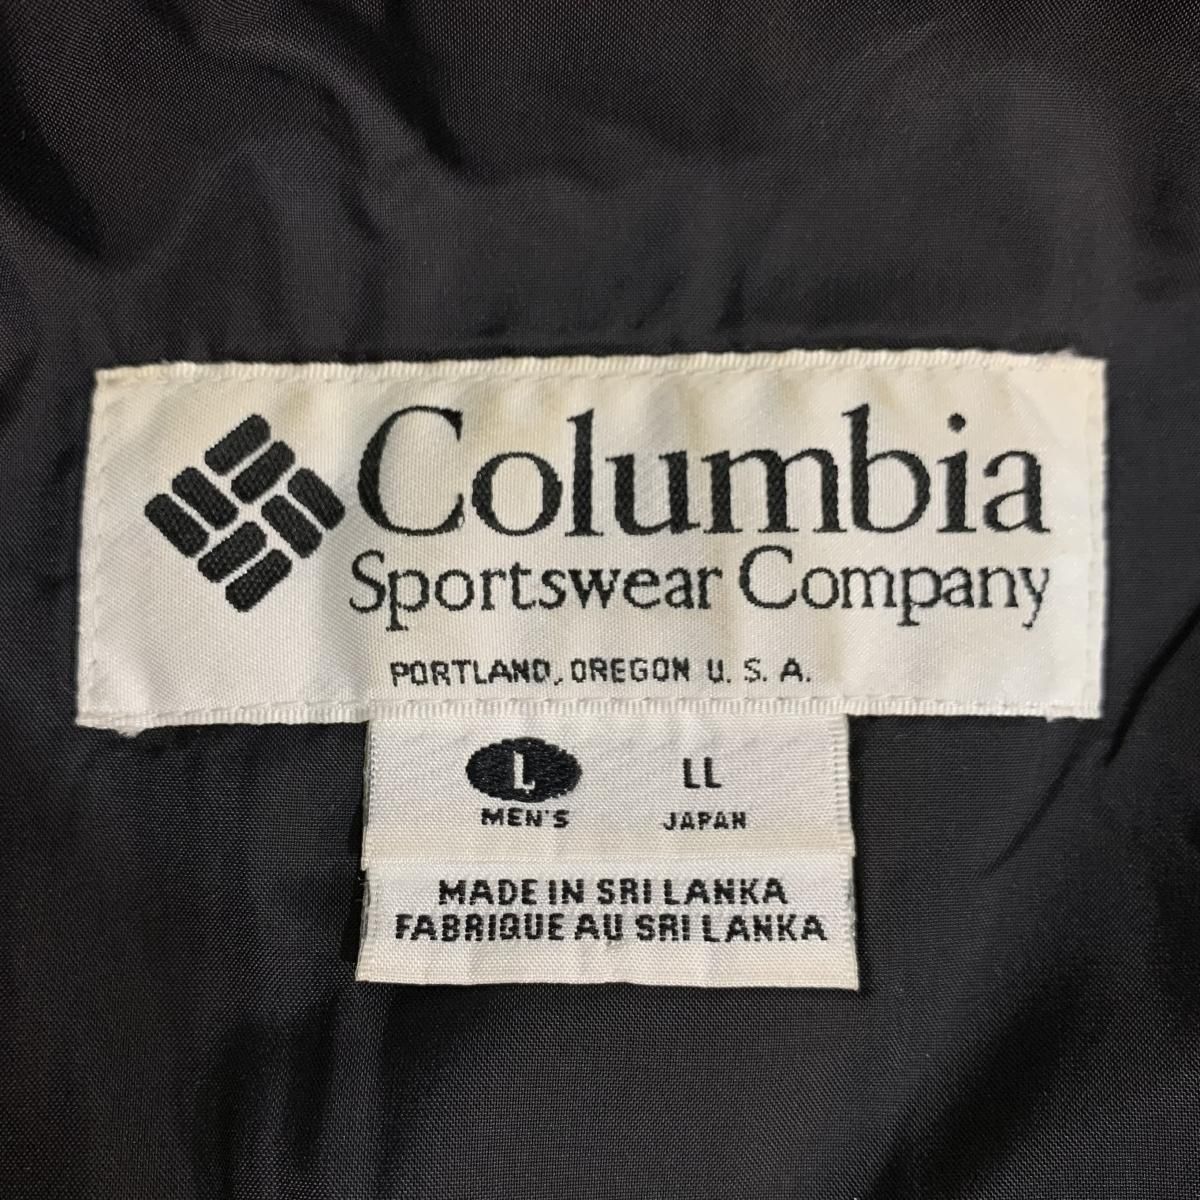 Columbia
Sportswear Company
PORTLAND, OREGON U. S. A.
L LL
MEN'S JAPAN
MADE IN SRI LANKA
FABRIQUE AU SRI LANKA